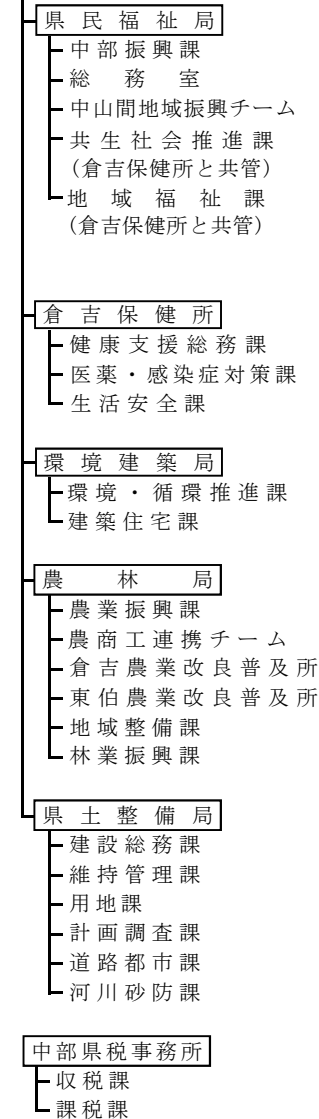 県民福祉局
中部振興課
総務室
中山間地域振興チーム
共生社会推進課
(倉吉保健所と共管)
地域福祉課
(倉吉保健所と共管)
倉吉保健所
健康支援総務課
医薬・感染症対策課
生活安全課
環境建築局
環境・循環推進課
建築住宅課
農林局
農業振興課
農商工連携チーム
倉吉農業改良普及所
東伯農業改良普及所
地域整備課
林業振興課
県土整備局
建設総務課
維持管理課
用地課
計画調査課
道路都市課
河川砂防課
中部県税事務所
収税課
課税課